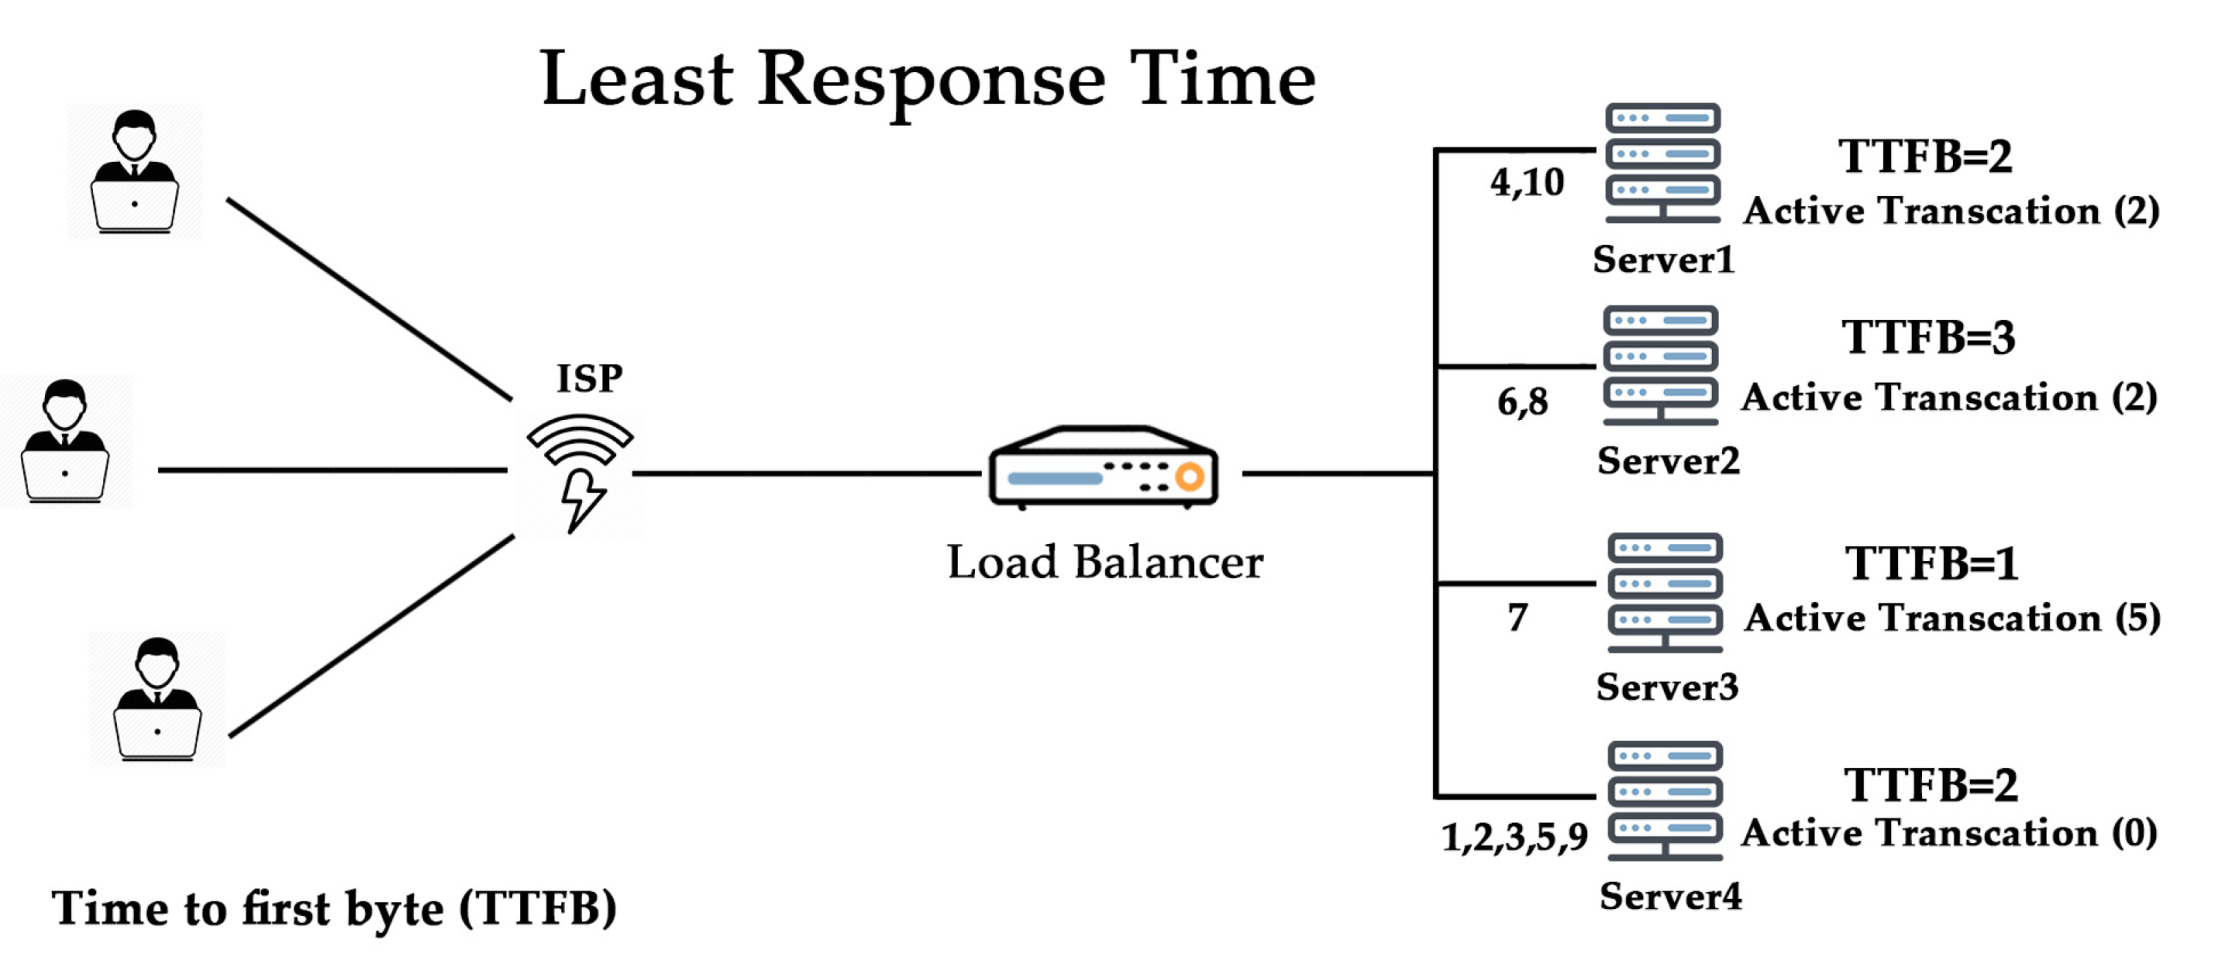 Least Response Time
ISP
Load Balancer
4,10
Server1
TTFB=2
Active Transcation (2)
6,8
Server2
TTFB=3
Active Transcation (2)
7
Server3
TTFB=1
Active Transcation (5)
1,2,3,5,9
Server4
TTFB=2
Active Transcation (0)
Time to first byte (TTFB)